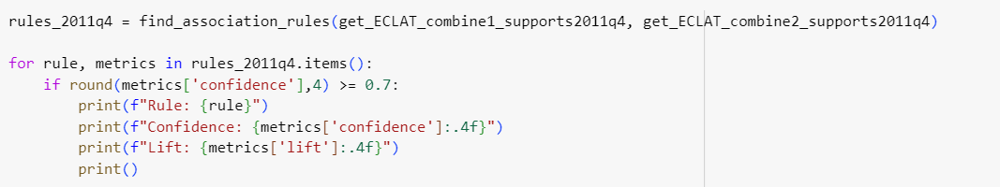 rules_2011q4 = find_association_rules(get_ECLAT_combine1_supports2011q4, get_ECLAT_combine2_supports2011q4)
for rule, metrics in rules_2011q4.items():
    if round(metrics['confidence'],4) >= 0.7:
        print(f"Rule: {rule}")
        print(f"Confidence: {metrics['confidence']:.4f}")
        print(f"Lift: {metrics['lift']:.4f}")
        print()